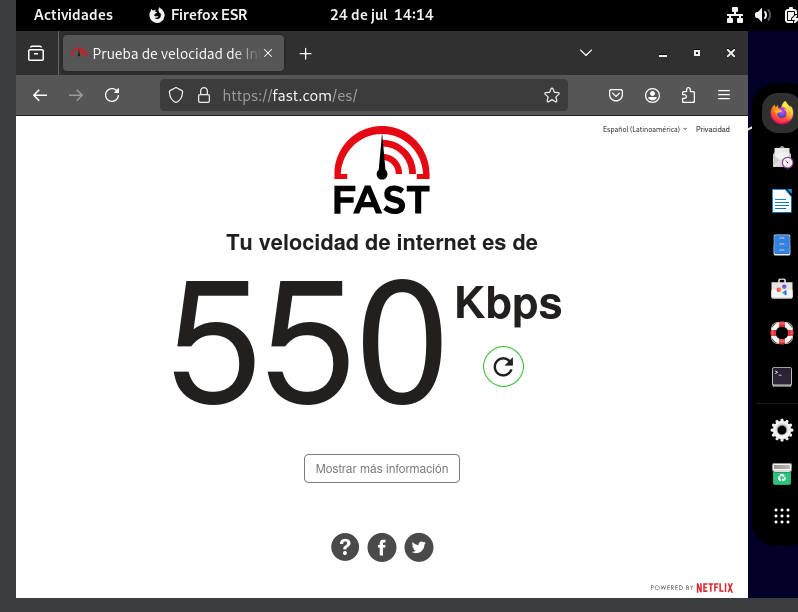 Actividades Firefox ESR 24 de jul 14:14
Prueba de velocidad de In
https://fast.com/es/
Español (Latinoamérica) Privacidad
FAST
Tu velocidad de internet es de
550 Kbps
Mostrar más información
POWERED BY NETFLIX